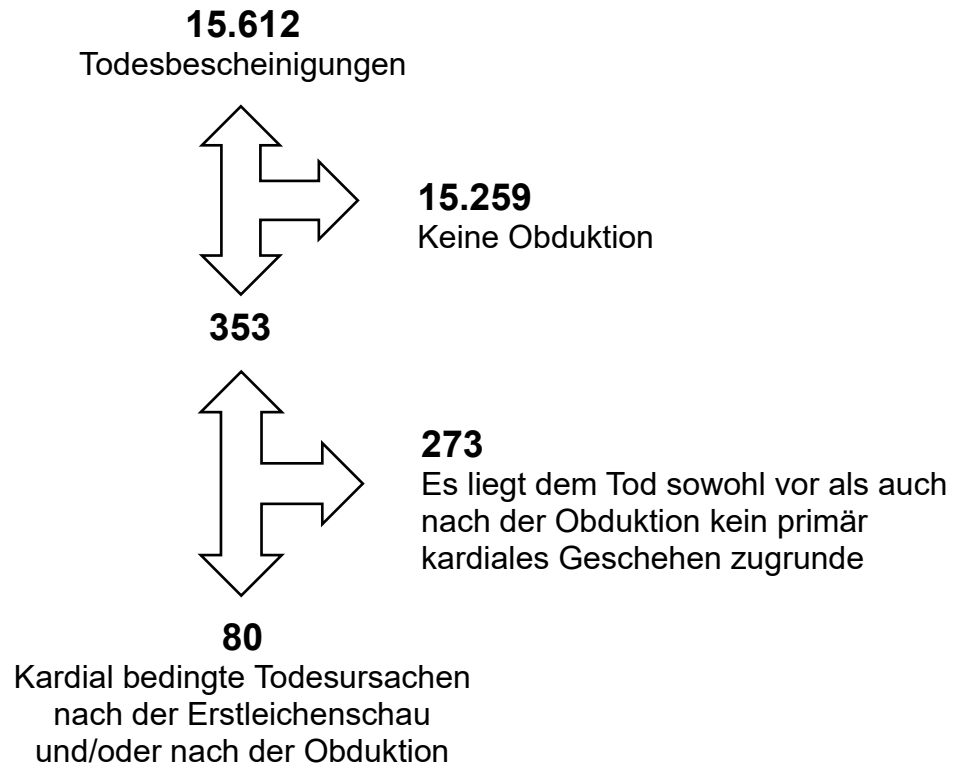 15.612
Todesbescheinigungen
15.259
Keine Obduktion
353
273
Es liegt dem Tod sowohl vor als auch
nach der Obduktion kein primär
kardiales Geschehen zugrunde
80
Kardial bedingte Todesursachen
nach der Erstleichenschau
und/oder nach der Obduktion